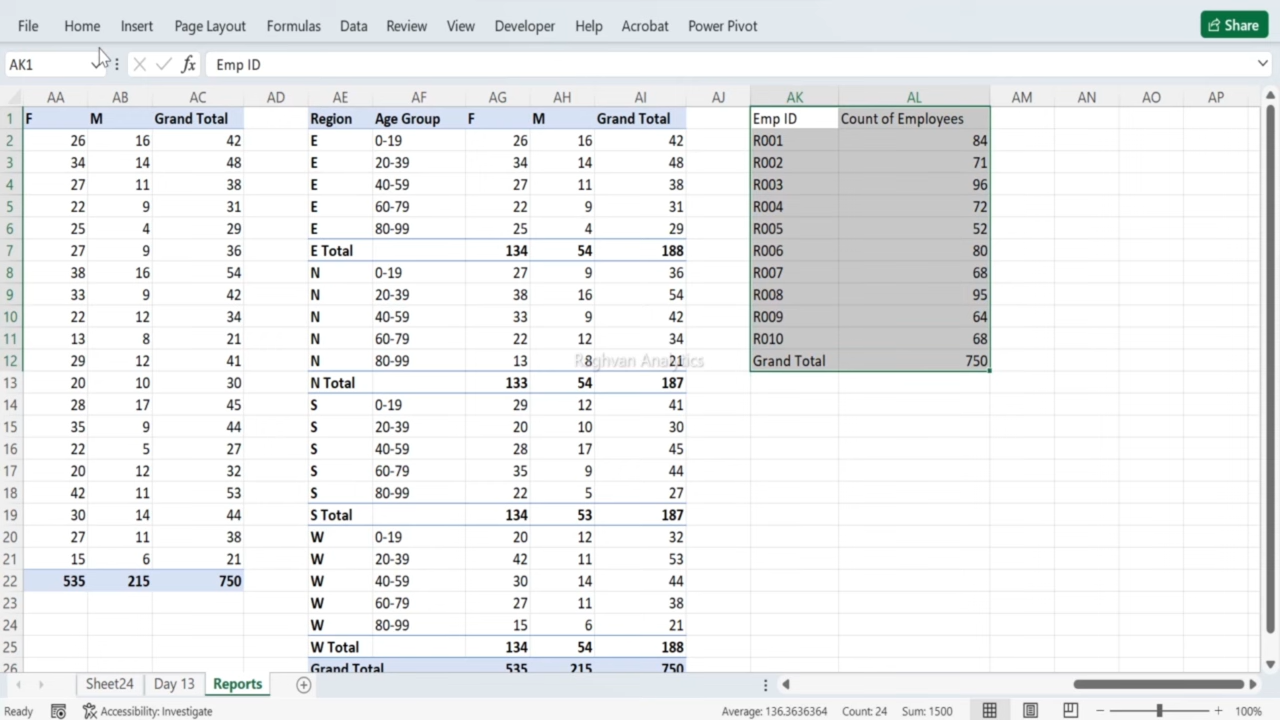 File Home Insert Page Layout Formulas Data Review View Developer Help Acrobat Power Pivot Share
AK1 fx Emp ID
AA AB AC AD AE AF AG AH AI AJ AK AL AM AN AO AP
1 F M Grand Total Region Age Group F M Grand Total Emp ID Count of Employees
2 26 16 42 E 0-19 26 16 42 R001 84
3 34 14 48 E 20-39 34 14 48 R002 71
4 27 11 38 E 40-59 27 11 38 R003 96
5 22 9 31 E 60-79 22 9 31 R004 72
6 25 4 29 E 80-99 25 4 29 R005 52
7 27 9 36 E Total 134 54 188 R006 80
8 38 16 54 N 0-19 27 9 36 R007 68
9 33 9 42 N 20-39 38 16 54 R008 95
10 22 12 34 N 40-59 33 9 42 R009 64
11 13 8 21 N 60-79 22 12 34 R010 68
12 29 12 41 N 80-99 13 8 21 Grand Total 750
Raghvan Analytics
13 20 10 30 N Total 133 54 187
14 28 17 45 S 0-19 29 12 41
15 35 9 44 S 20-39 20 10 30
16 22 5 27 S 40-59 28 17 45
17 20 12 32 S 60-79 35 9 44
18 42 11 53 S 80-99 22 5 27
19 30 14 44 S Total 134 53 187
20 27 11 38 W 0-19 20 12 32
21 15 6 21 W 20-39 42 11 53
22 535 215 750 W 40-59 30 14 44
23 W 60-79 27 11 38
24 W 80-99 15 6 21
25 W Total 134 54 188
26 Grand Total 535 215 750
Sheet24 Day 13 Reports
Ready Accessibility: Investigate Average: 136.3636364 Count: 24 Sum: 1500 100%